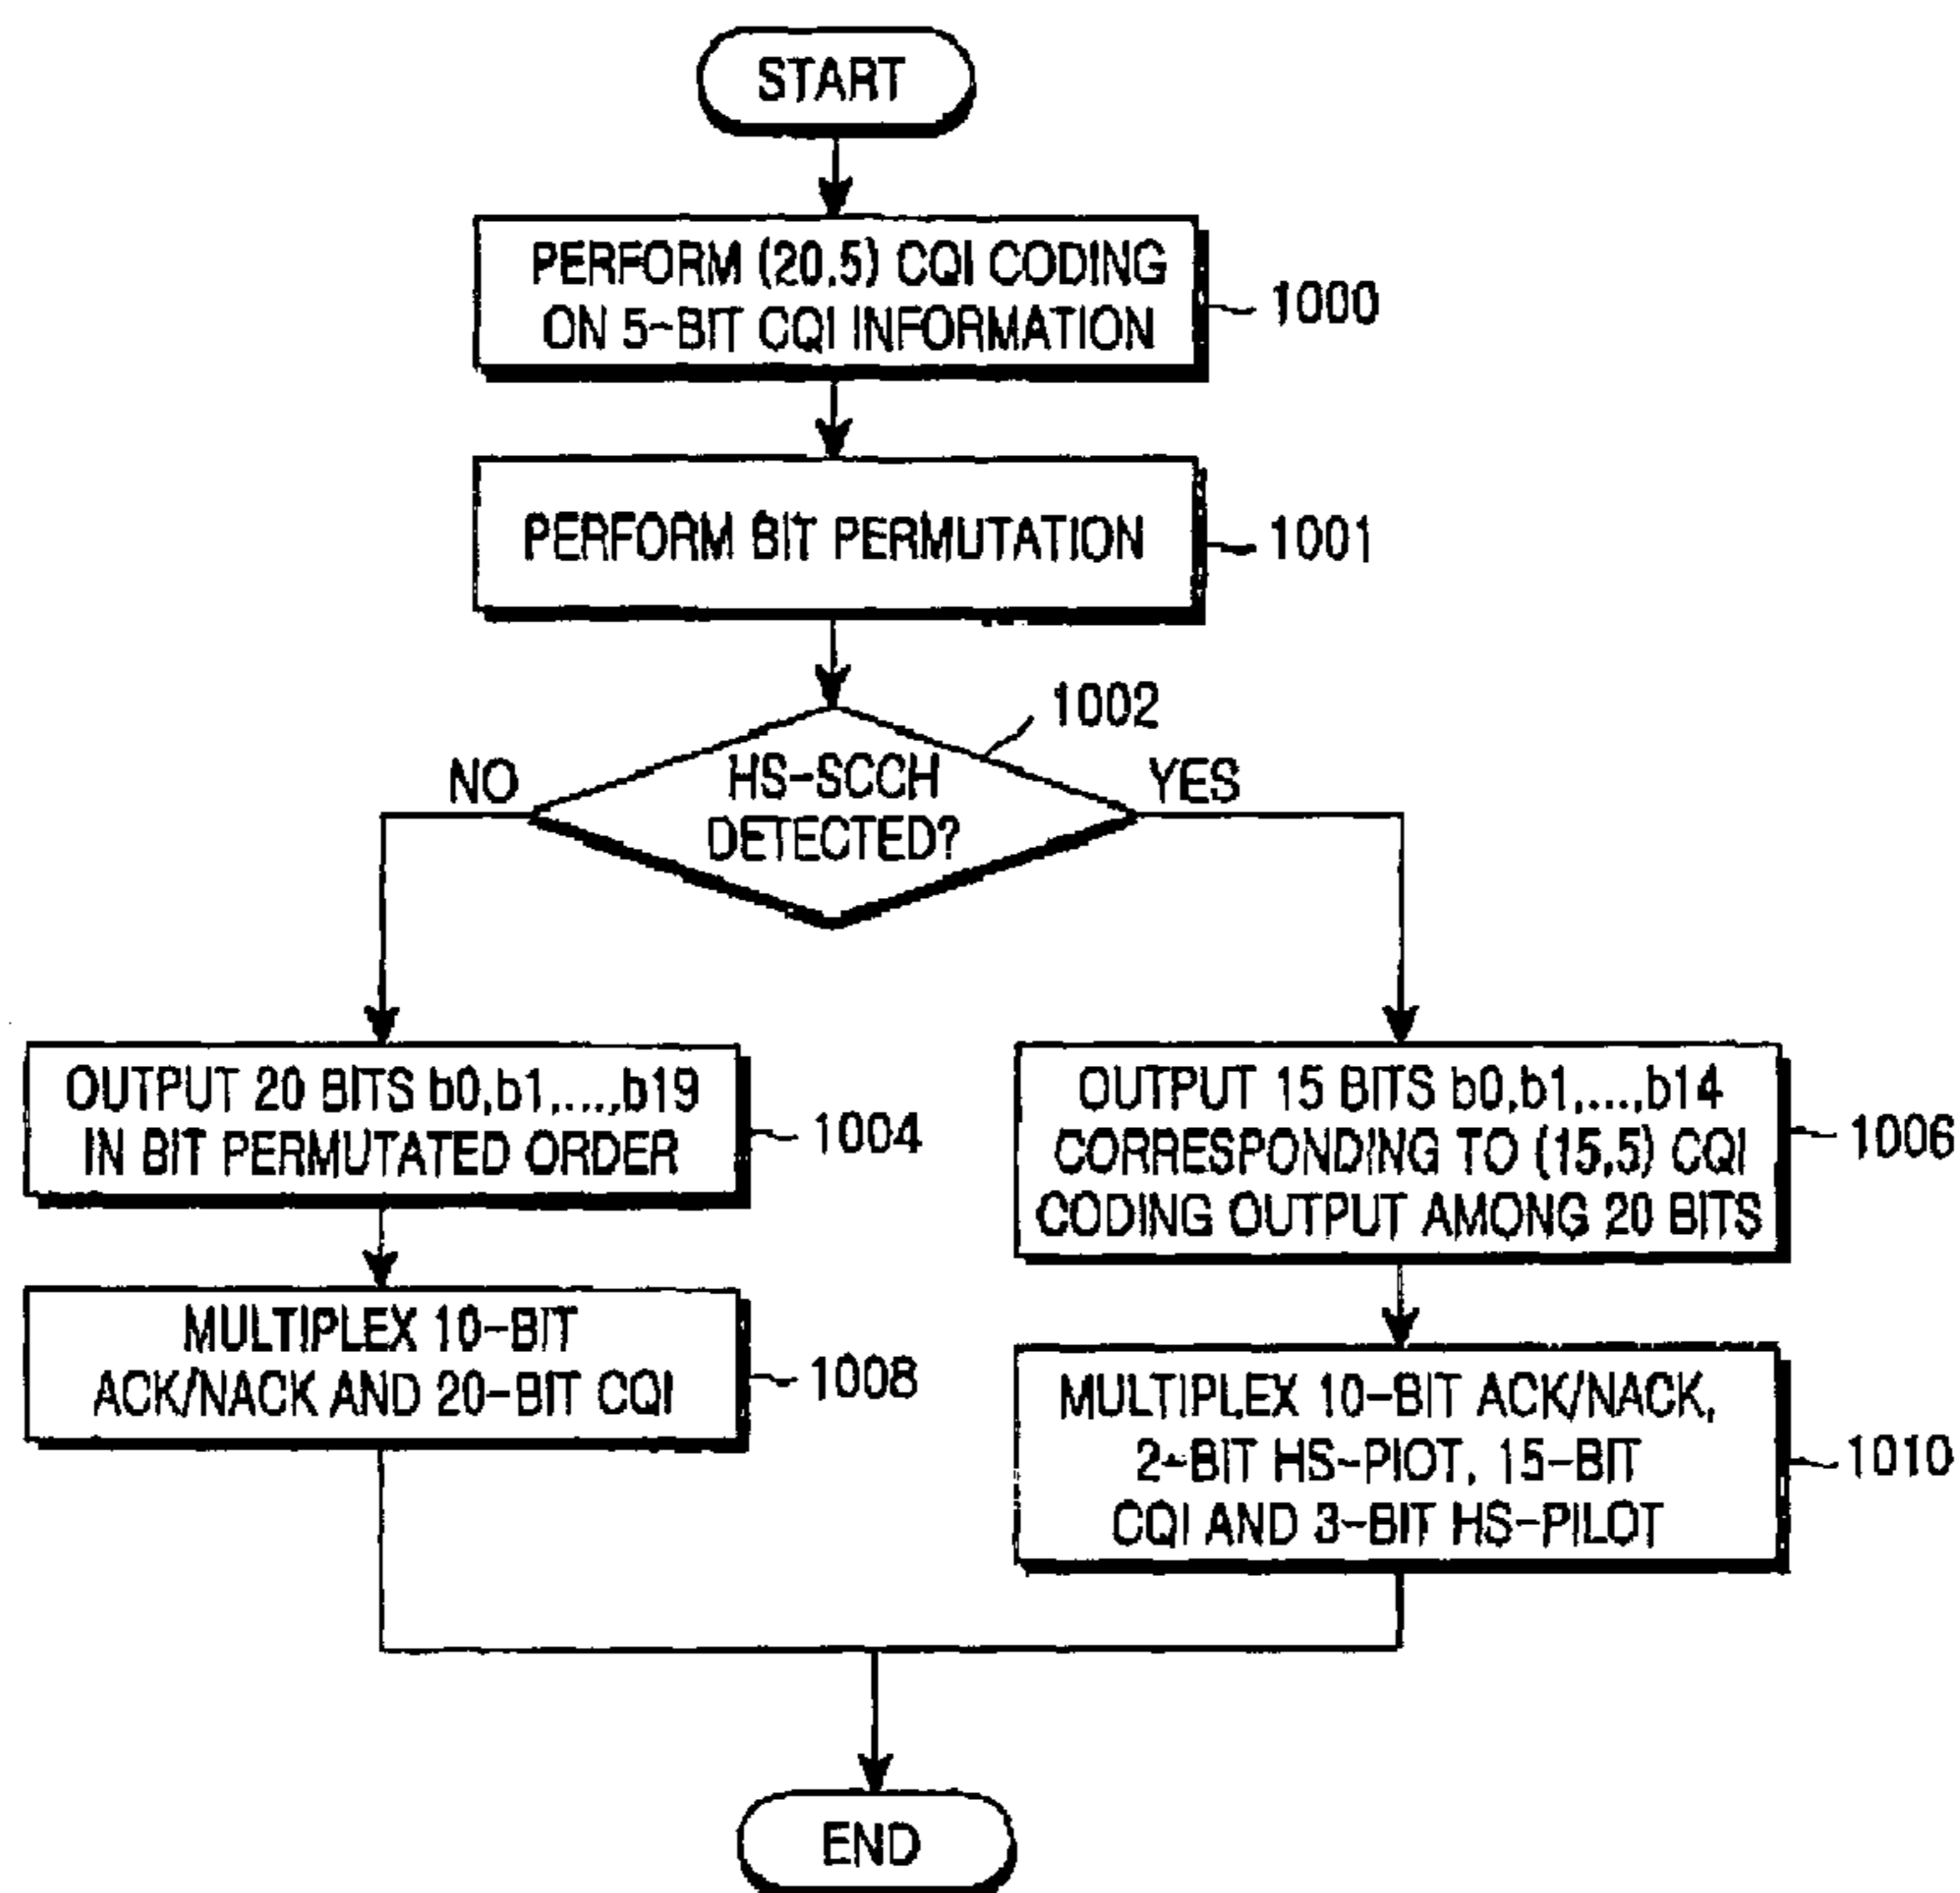 START
PERFORM (20,5) CQI CODING
ON 5-BIT CQI INFORMATION
1000
PERFORM BIT PERMUTATION
1001
1002
NO
HS-SCCH
DETECTED?
YES
OUTPUT 20 BITS b0,b1,....,b19
IN BIT PERMUTATED ORDER
1004
OUTPUT 15 BITS b0,b1,....,b14
CORRESPONDING TO (15,5) CQI
CODING OUTPUT AMONG 20 BITS
1006
MULTIPLEX 10-BIT
ACK/NACK AND 20-BIT CQI
1008
MULTIPLEX 10-BIT ACK/NACK,
2-BIT HS-PIOT, 15-BIT
CQI AND 3-BIT HS-PILOT
1010
END